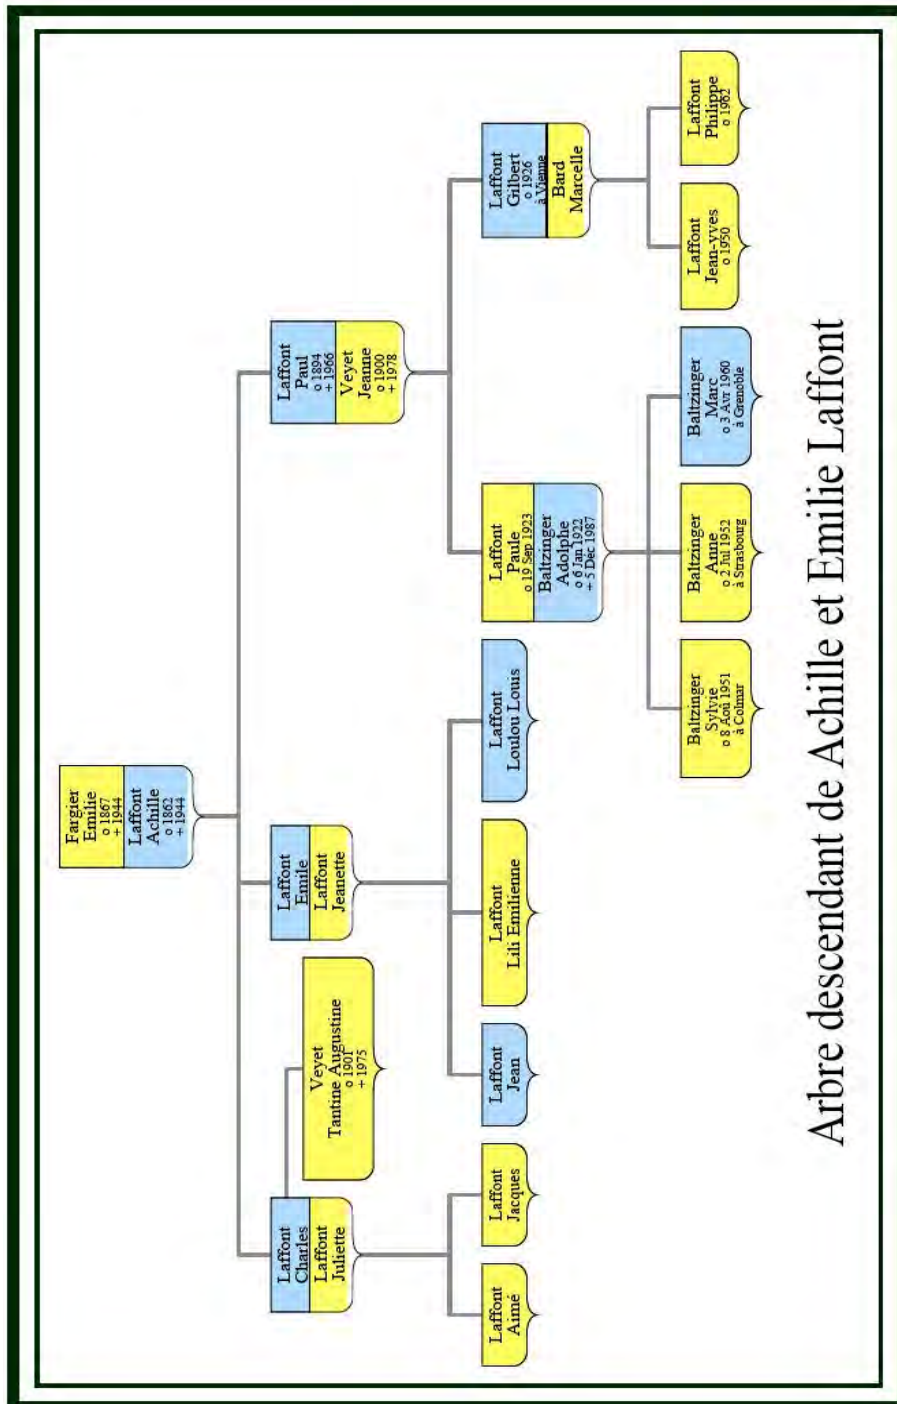 Fargier
Emilie
o 1867
+ 1944
Laffont
Achille
o 1862
+ 1944
Laffont
Charles
Laffont
Juliette
Veyet
Tantine Augustine
o 1901
+ 1975
Laffont
Emile
Laffont
Jeanette
Laffont
Paul
o 1894
+ 1966
Veyet
Jeanne
o 1900
+ 1978
Laffont
Aimé
Laffont
Jacques
Laffont
Jean
Laffont
Lili Emilienne
Laffont
Loulou Louis
Laffont
Paule
o 19 Sep 1923
Baltzinger
Adolphe
o 6 Jan 1922
+ 5 Déc 1987
Laffont
Gilbert
o 1926
à Vienne
Bard
Marcelle
Baltzinger
Sylvie
o 8 Aoû 1951
à Colmar
Baltzinger
Anne
o 2 Jul 1952
à Strasbourg
Baltzinger
Marc
o 3 Avr 1960
à Grenoble
Laffont
Jean-yves
o 1950
Laffont
Philippe
o 1962
Arbre descendant de Achille et Emilie Laffont